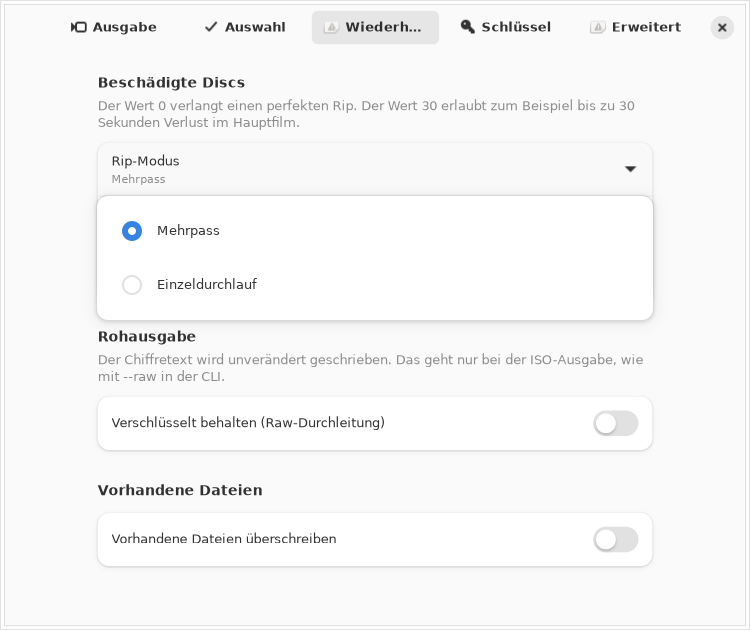 Ausgabe
Auswahl
Wiederh...
Schlüssel
Erweitert
Beschädigte Discs
Der Wert 0 verlangt einen perfekten Rip. Der Wert 30 erlaubt zum Beispiel bis zu 30
Sekunden Verlust im Hauptfilm.
Rip-Modus
Mehrpass
Mehrpass
Einzeldurchlauf
Rohausgabe
Der Chiffretext wird unverändert geschrieben. Das geht nur bei der ISO-Ausgabe, wie
mit --raw in der CLI.
Verschlüsselt behalten (Raw-Durchleitung)
Vorhandene Dateien
Vorhandene Dateien überschreiben